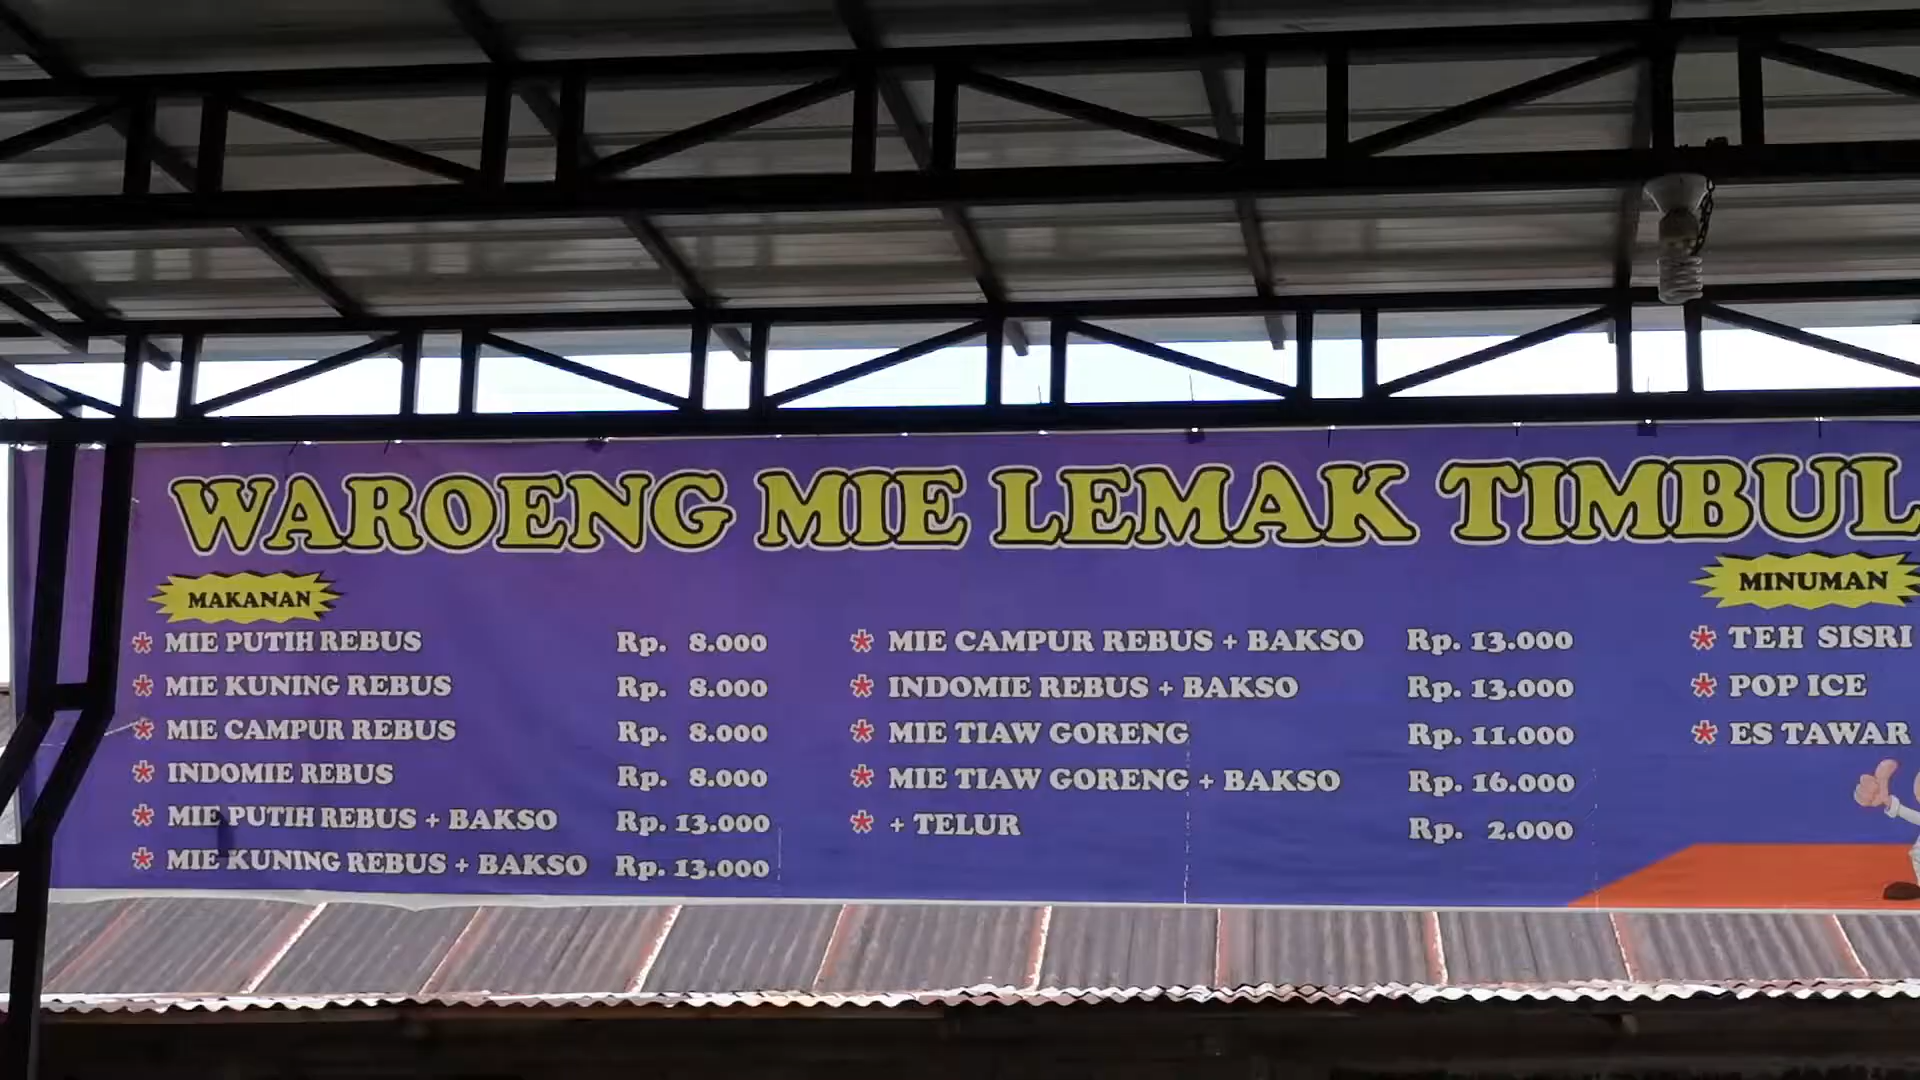 WAROENG MIE LEMAK TIMBUL
MAKANAN
* MIE PUTIH REBUS Rp. 8.000
* MIE KUNING REBUS Rp. 8.000
* MIE CAMPUR REBUS Rp. 8.000
* INDOMIE REBUS Rp. 8.000
* MIE PUTIH REBUS + BAKSO Rp. 13.000
* MIE KUNING REBUS + BAKSO Rp. 13.000
* MIE CAMPUR REBUS + BAKSO Rp. 13.000
* INDOMIE REBUS + BAKSO Rp. 13.000
* MIE TIAW GORENG Rp. 11.000
* MIE TIAW GORENG + BAKSO Rp. 16.000
* + TELUR Rp. 2.000
MINUMAN
* TEH SISRI
* POP ICE
* ES TAWAR